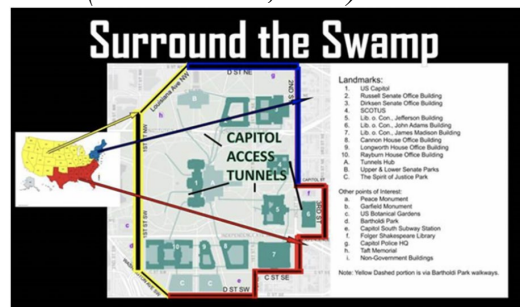 Surround the Swamp
D ST NE
Louisiana Ave NW
2ND S
1ST ST NW
CAPITOL
ACCESS
TUNNELS
1ST ST SW
C ST SE
D ST SW
Landmarks:
1. US Capitol
2. Russell Senate Office Building
3. Dirksen Senate Office Building
4. SCOTUS
5. Lib. o. Con., Jefferson Building
6. Lib. o. Con., John Adams Building
7. Lib. o. Con., James Madison Building
8. Cannon House Office Building
9. Longworth House Office Building
10. Rayburn House Office Building
A. Tunnels Hub
B. Upper & Lower Senate Parks
C. The Spirit of Justice Park
Other points of Interest:
a. Peace Monument
b. Garfield Monument
c. US Botanical Gardens
d. Bartholdi Park
e. Capitol South Subway Station
f. Folger Shakespeare Library
g. Capitol Police HQ
h. Taft Memorial
i. Non-Government Buildings
Note: Yellow Dashed portion is via Bartholdi Park walkways.